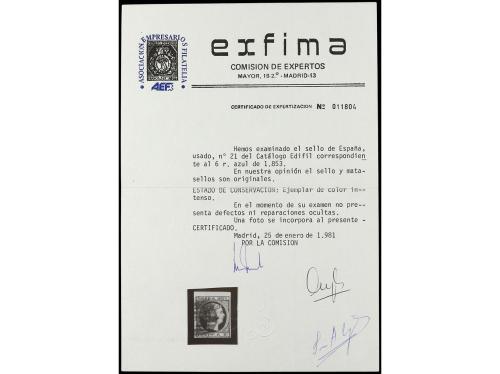 ASOCIACION EMPRESARIOS FILATELIA
AEF
exfima
COMISION DE EXPERTOS
MAYOR, 18-2.º - MADRID-13
CERTIFICADO DE EXPERTIZACION Nº 011804
Hemos examinado el sello de España,
usado, nº 21 del Catálogo Edifil correspondien
te al 6 r. azul de 1.853.
En nuestra opinión el sello y mata-
sellos son originales.
ESTADO DE CONSERVACION: Ejemplar de color in-
tenso.
En el momento de su examen no pre-
senta defectos ni reparaciones ocultas.
Una foto se incorpora al presente -
CERTIFICADO.
Madrid, 25 de enero de 1.981
POR LA COMISION